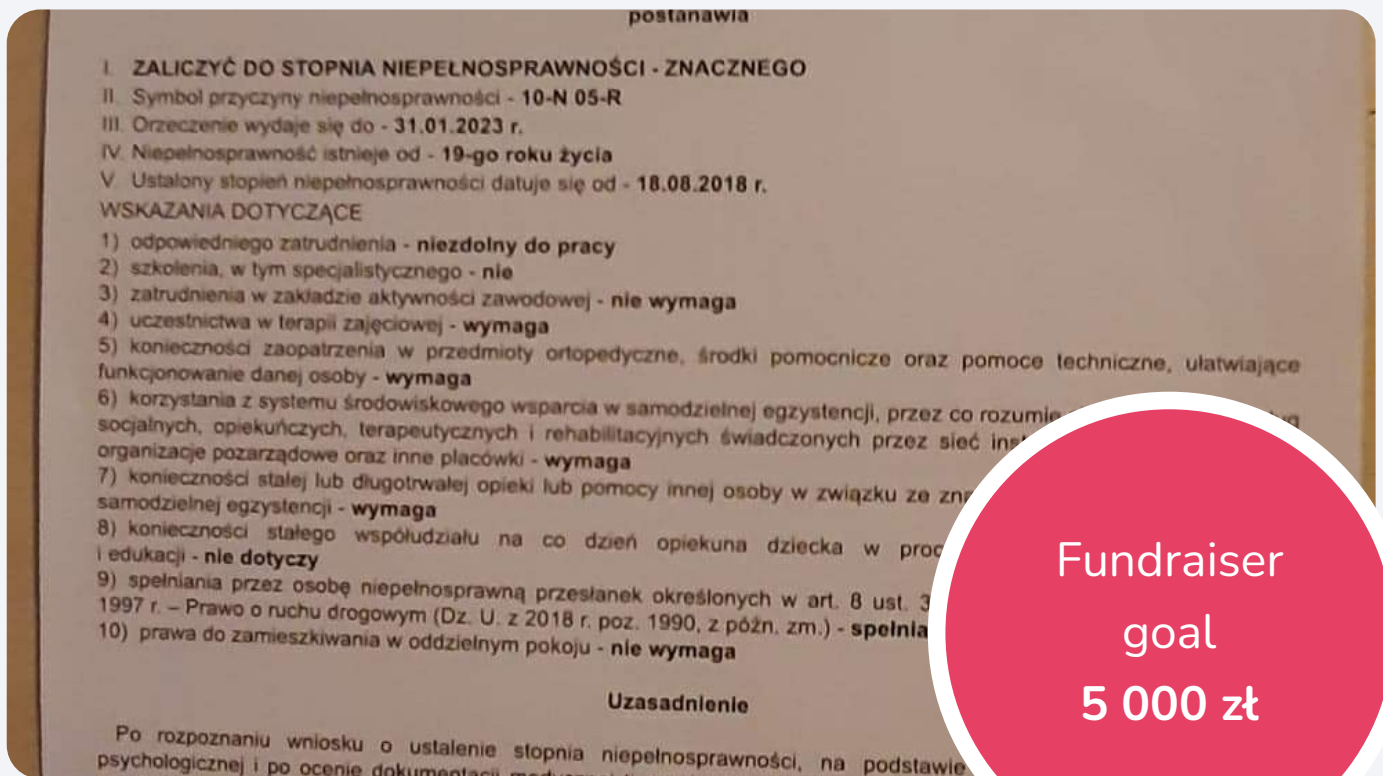 postanawia
I. ZALICZYĆ DO STOPNIA NIEPEŁNOSPRAWNOŚCI - ZNACZNEGO
II. Symbol przyczyny niepełnosprawności - 10-N 05-R
III. Orzeczenie wydaje się do - 31.01.2023 r.
IV. Niepełnosprawność istnieje od - 19-go roku życia
V. Ustalony stopień niepełnosprawności datuje się od - 18.08.2018 r.
WSKAZANIA DOTYCZĄCE
1) odpowiedniego zatrudnienia - niezdolny do pracy
2) szkolenia, w tym specjalistycznego - nie
3) zatrudnienia w zakładzie aktywności zawodowej - nie wymaga
4) uczestnictwa w terapii zajęciowej - wymaga
5) konieczności zaopatrzenia w przedmioty ortopedyczne, środki pomocnicze oraz pomoce techniczne, ułatwiające
funkcjonowanie danej osoby - wymaga
6) korzystania z systemu środowiskowego wsparcia w samodzielnej egzystencji, przez co rozumie
socjalnych, opiekuńczych, terapeutycznych i rehabilitacyjnych świadczonych przez sieć
organizacje pozarządowe oraz inne placówki - wymaga
7) konieczności stałej lub długotrwałej opieki lub pomocy innej osoby w związku ze
samodzielnej egzystencji - wymaga
8) konieczności stałego współudziału na co dzień opiekuna dziecka w
i edukacji - nie dotyczy
9) spełniania przez osobę niepełnosprawną przesłanek określonych w art. 8 ust.
1997 r. – Prawo o ruchu drogowym (Dz. U. z 2018 r. poz. 1990, z późn. zm.) - spełnia
10) prawa do zamieszkiwania w oddzielnym pokoju - nie wymaga
Uzasadnienie
Po rozpoznaniu wniosku o ustalenie stopnia niepełnosprawności, na podstawie
psychologicznej i po ocenie dokumentacji
Fundraiser
goal
5 000 zł